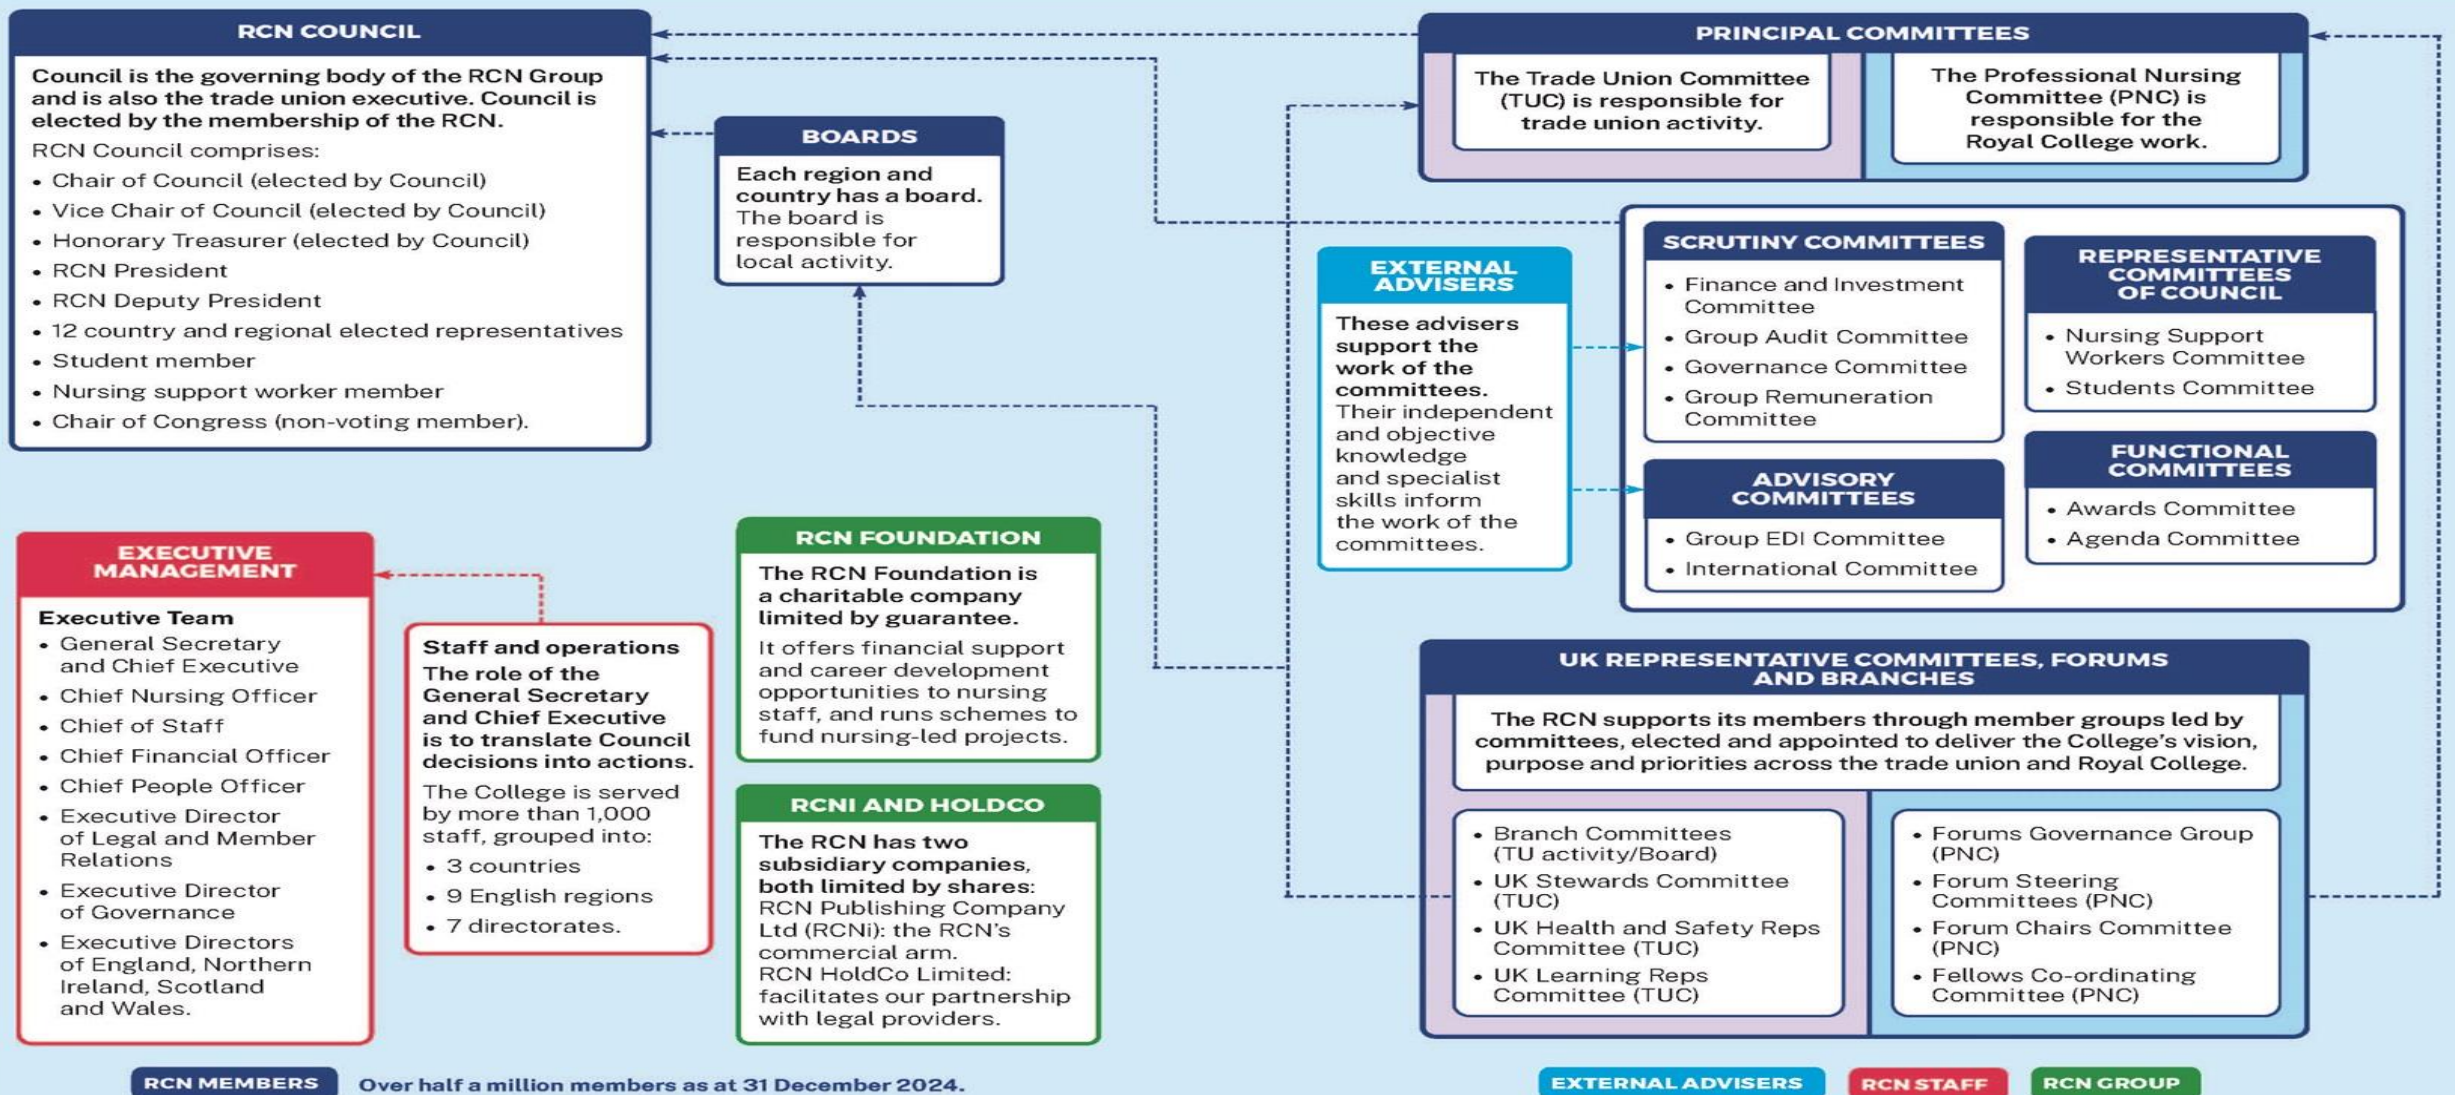 RCN COUNCIL
Council is the governing body of the RCN Group
and is also the trade union executive. Council is
elected by the membership of the RCN.
RCN Council comprises:
• Chair of Council (elected by Council)
• Vice Chair of Council (elected by Council)
• Honorary Treasurer (elected by Council)
• RCN President
• RCN Deputy President
• 12 country and regional elected representatives
• Student member
• Nursing support worker member
• Chair of Congress (non-voting member).
BOARDS
Each region and
country has a board.
The board is
responsible for
local activity.
PRINCIPAL COMMITTEES
The Trade Union Committee
(TUC) is responsible for
trade union activity.
The Professional Nursing
Committee (PNC) is
responsible for the
Royal College work.
EXTERNAL
ADVISERS
These advisers
support the
work of the
committees.
Their independent
and objective
knowledge
and specialist
skills inform
the work of the
committees.
SCRUTINY COMMITTEES
• Finance and Investment
Committee
• Group Audit Committee
• Governance Committee
• Group Remuneration
Committee
REPRESENTATIVE
COMMITTEES
OF COUNCIL
• Nursing Support
Workers Committee
• Students Committee
ADVISORY
COMMITTEES
• Group EDI Committee
• International Committee
FUNCTIONAL
COMMITTEES
• Awards Committee
• Agenda Committee
EXECUTIVE
MANAGEMENT
Executive Team
• General Secretary
and Chief Executive
• Chief Nursing Officer
• Chief of Staff
• Chief Financial Officer
• Chief People Officer
• Executive Director
of Legal and Member
Relations
• Executive Director
of Governance
• Executive Directors
of England, Northern
Ireland, Scotland
and Wales.
Staff and operations
The role of the
General Secretary
and Chief Executive
is to translate Council
decisions into actions.
The College is served
by more than 1,000
staff, grouped into:
• 3 countries
• 9 English regions
• 7 directorates.
RCN FOUNDATION
The RCN Foundation is
a charitable company
limited by guarantee.
It offers financial support
and career development
opportunities to nursing
staff, and runs schemes to
fund nursing-led projects.
RCNI AND HOLDCO
The RCN has two
subsidiary companies,
both limited by shares:
RCN Publishing Company
Ltd (RCNi): the RCN's
commercial arm.
RCN HoldCo Limited:
facilitates our partnership
with legal providers.
UK REPRESENTATIVE COMMITTEES, FORUMS
AND BRANCHES
The RCN supports its members through member groups led by
committees, elected and appointed to deliver the College's vision,
purpose and priorities across the trade union and Royal College.
• Branch Committees
(TU activity/Board)
• UK Stewards Committee
(TUC)
• UK Health and Safety Reps
Committee (TUC)
• UK Learning Reps
Committee (TUC)
• Forums Governance Group
(PNC)
• Forum Steering
Committees (PNC)
• Forum Chairs Committee
(PNC)
• Fellows Co-ordinating
Committee (PNC)
RCN MEMBERS Over half a million members as at 31 December 2024.
EXTERNAL ADVISERS RCN STAFF RCN GROUP